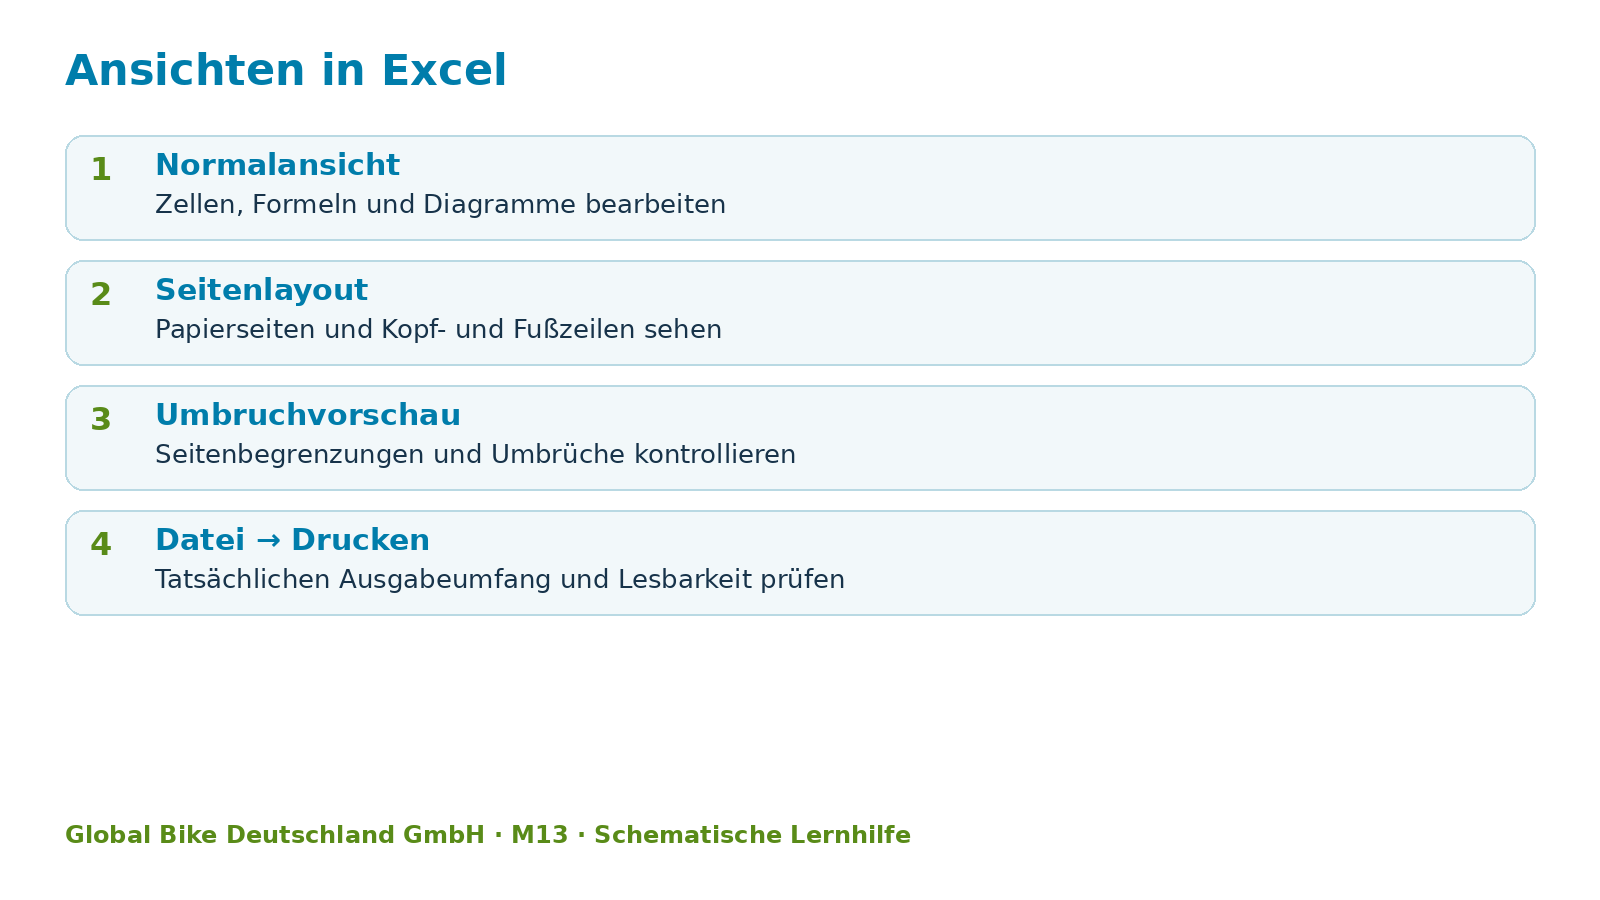 Ansichten in Excel
1 Normalansicht
Zellen, Formeln und Diagramme bearbeiten
2 Seitenlayout
Papierseiten und Kopf- und Fußzeilen sehen
3 Umbruchvorschau
Seitenbegrenzungen und Umbrüche kontrollieren
4 Datei → Drucken
Tatsächlichen Ausgabeumfang und Lesbarkeit prüfen
Global Bike Deutschland GmbH · M13 · Schematische Lernhilfe